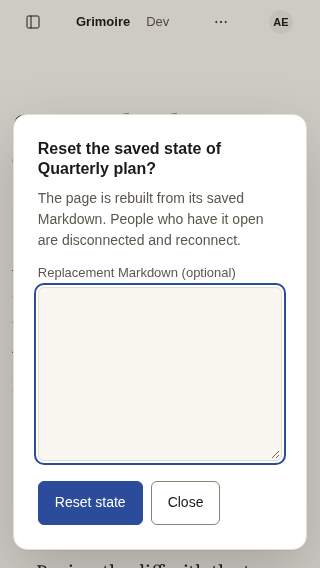 Grimoire Dev ··· AE
Reset the saved state of
Quarterly plan?
The page is rebuilt from its saved
Markdown. People who have it open
are disconnected and reconnect.
Replacement Markdown (optional)
Reset state Close